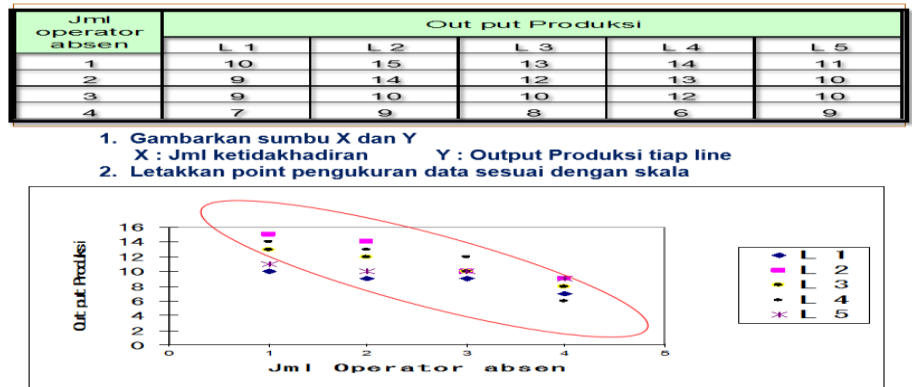 Jml operator absen Out put Produksi
L 1 L 2 L 3 L 4 L 5
1 10 15 13 14 11
2 9 14 12 13 10
3 9 10 10 12 10
4 7 9 8 6 9
1. Gambarkan sumbu X dan Y
X : Jml ketidakhadiran Y : Output Produksi tiap line
2. Letakkan point pengukuran data sesuai dengan skala
Out put Produksi
16
14
12
10
8
6
4
2
0
0 1 2 3 4 5
Jml Operator absen
L 1
L 2
L 3
L 4
L 5